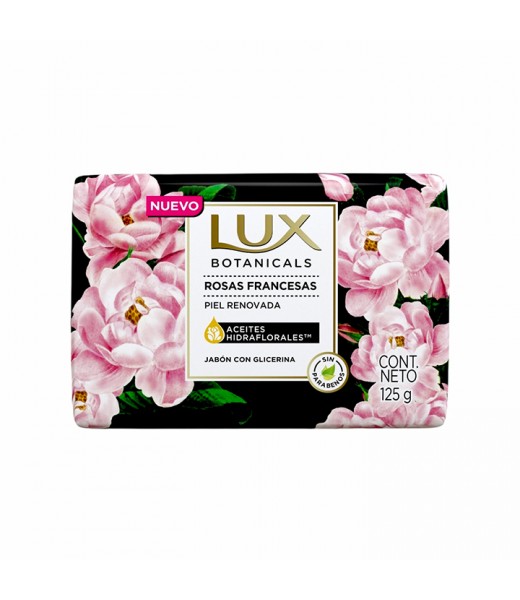 NUEVO
LUX
BOTANICALS
ROSAS FRANCESAS
PIEL RENOVADA
ACEITES
HIDRAFLORALES™
JABÓN CON GLICERINA
SIN
PARABENOS
CONT.
NETO
125 g